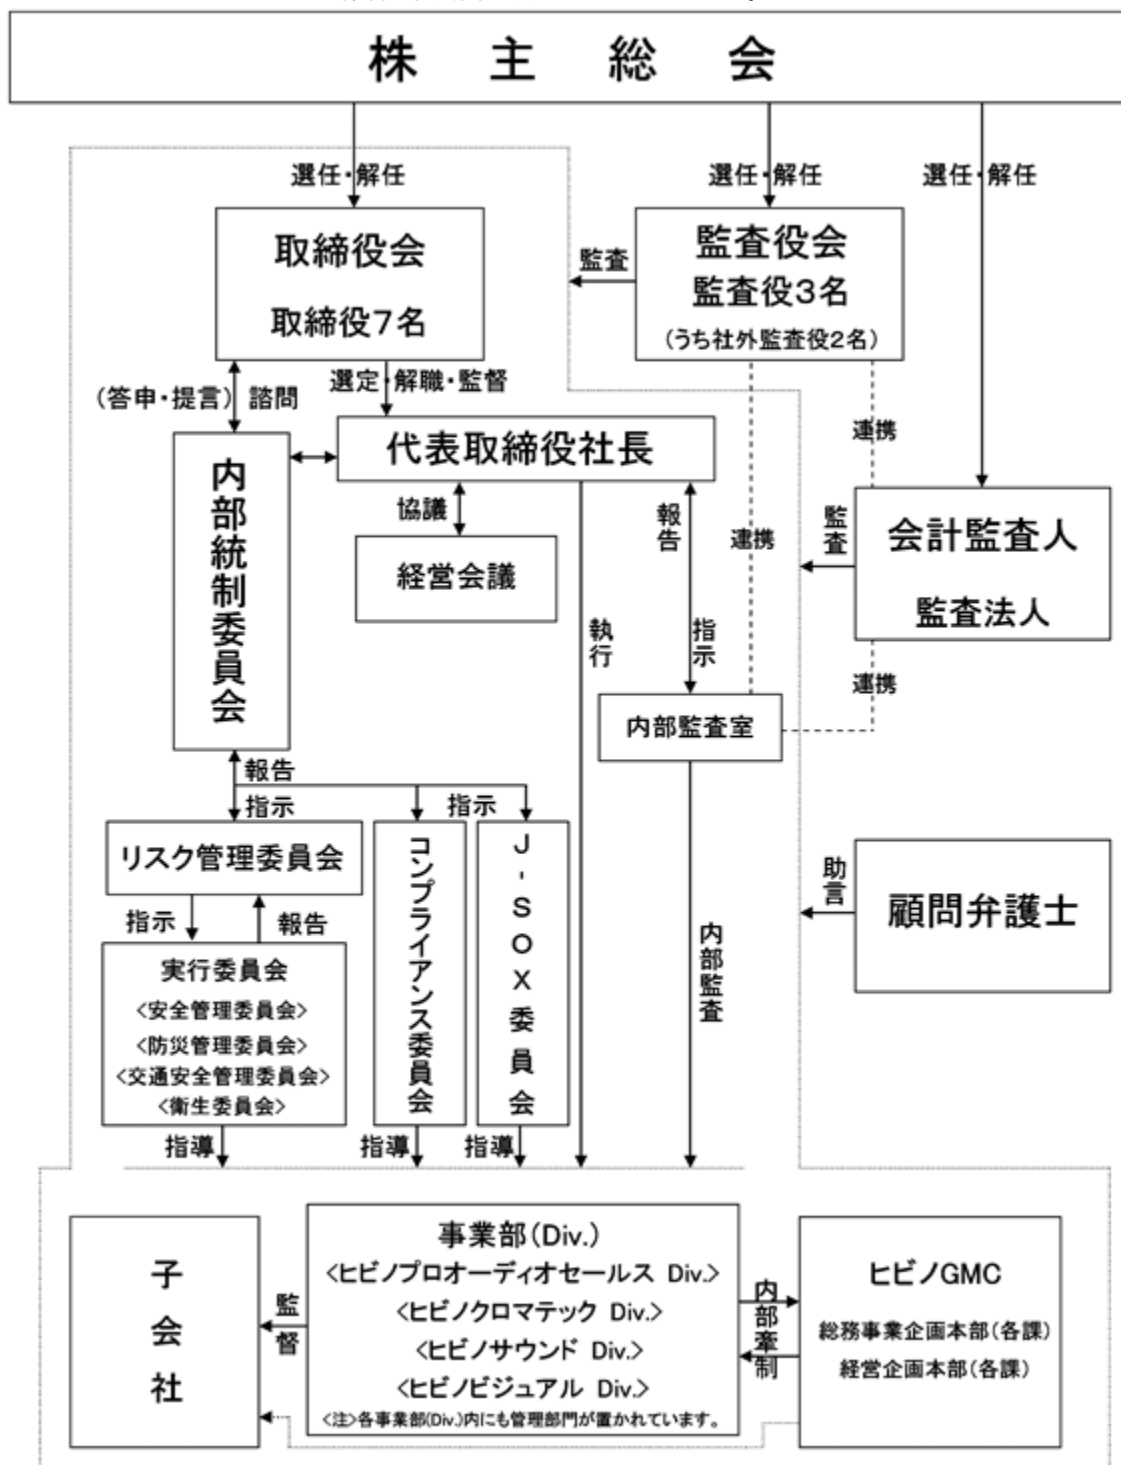 株主総会
選任・解任
選任・解任
選任・解任
取締役会
取締役7名
監査
監査役会
監査役3名
(うち社外監査役2名)
(答申・提言)
諮問
選定・解職・監督
連携
代表取締役社長
内部統制委員会
協議
報告
連携
監査
会計監査人
監査法人
経営会議
執行
指示
連携
内部監査室
報告
指示
指示
リスク管理委員会
コンプライアンス委員会
J-SOX委員会
助言
顧問弁護士
指示
報告
内部監査
実行委員会
<安全管理委員会>
<防災管理委員会>
<交通安全管理委員会>
<衛生委員会>
指導
指導
指導
子会社
監督
事業部(Div.)
<ヒビノプロオーディオセールス Div.>
<ヒビノクロマテック Div.>
<ヒビノサウンド Div.>
<ヒビノビジュアル Div.>
<注>各事業部(Div.)内にも管理部門が置かれています。
内部牽制
ヒビノGMC
総務事業企画本部(各課)
経営企画本部(各課)